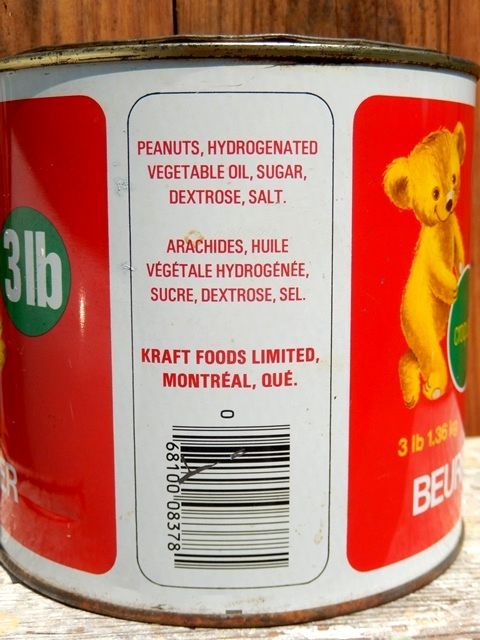 3lb
PEANUTS, HYDROGENATED
VEGETABLE OIL, SUGAR,
DEXTROSE, SALT.
ARACHIDES, HUILE
VÉGÉTALE HYDROGÉNÉE,
SUCRE, DEXTROSE, SEL.
KRAFT FOODS LIMITED,
MONTRÉAL, QUÉ.
0
68100 08378
3 lb 1.36 kg
BEUR